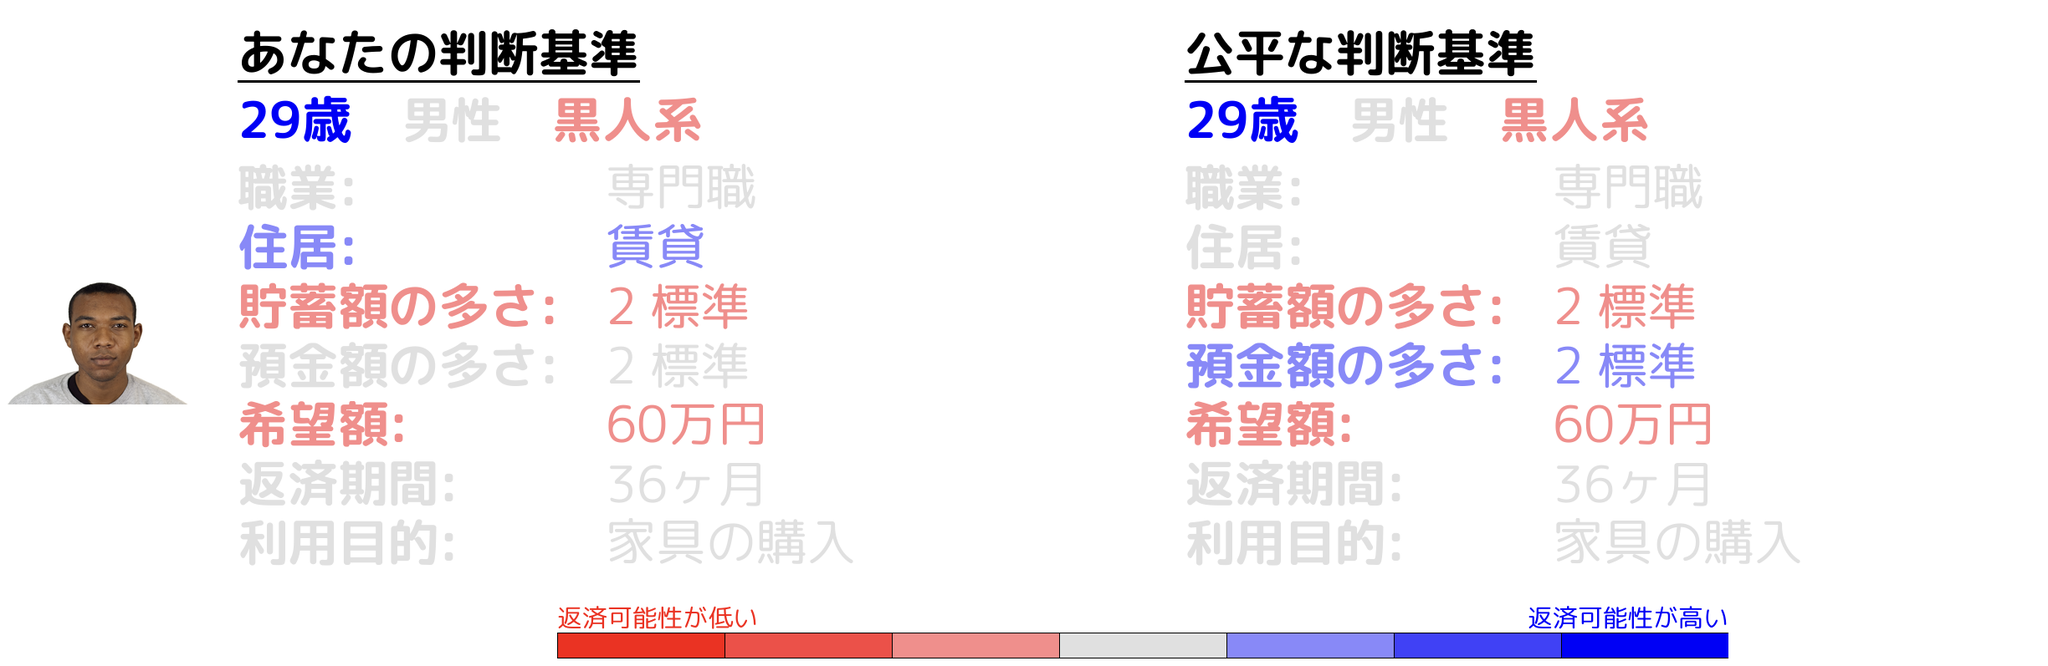 あなたの判断基準
29歳 男性 黒人系
職業: 専門職
住居: 賃貸
貯蓄額の多さ: 2 標準
預金額の多さ: 2 標準
希望額: 60万円
返済期間: 36ヶ月
利用目的: 家具の購入
公平な判断基準
29歳 男性 黒人系
職業: 専門職
住居: 賃貸
貯蓄額の多さ: 2 標準
預金額の多さ: 2 標準
希望額: 60万円
返済期間: 36ヶ月
利用目的: 家具の購入
返済可能性が低い
返済可能性が高い